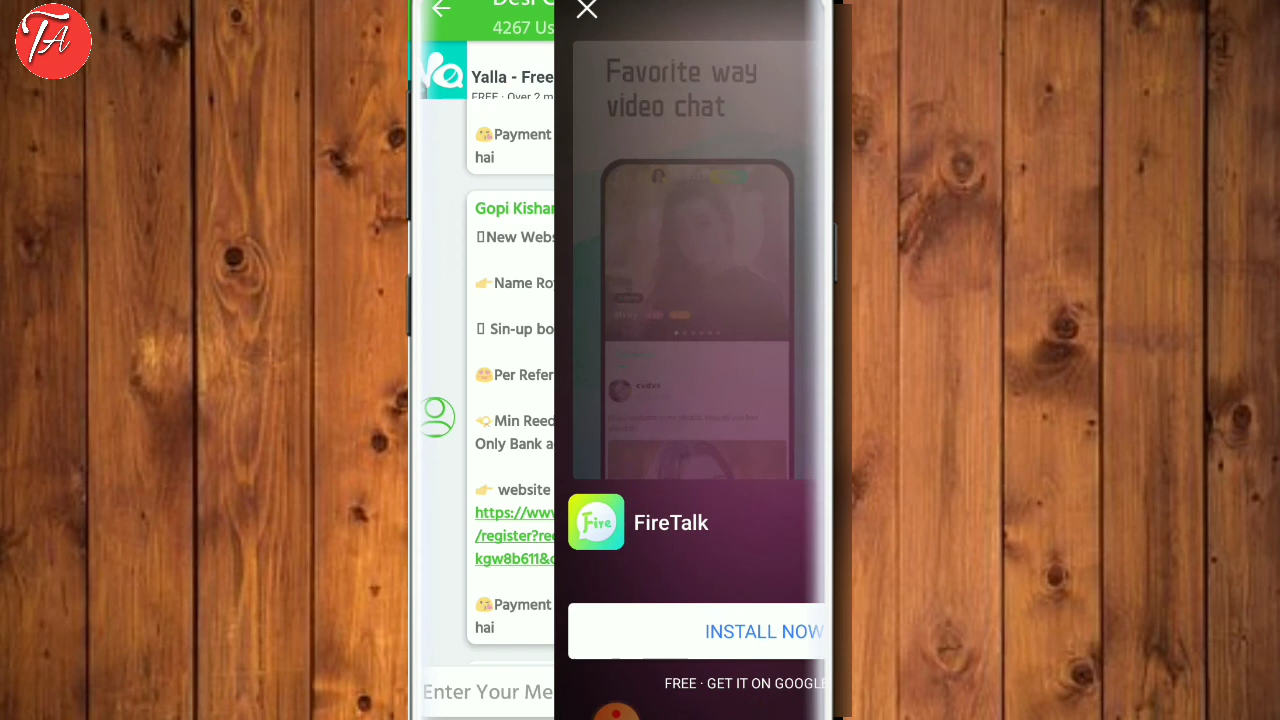 TA
Desi C
4267 Us
Yalla - Free
FREE · Over 2 m
😘Payment
hai
Gopi Kishan
▯New Webs
👉Name Ro
▯ Sin-up bo
😍Per Refer
Min Reed
Only Bank a
👉 website
https://www
/register?re
kgw8b611&
😘Payment
hai
Enter Your Me
Favorite way
video chat
Fire
FireTalk
INSTALL NOW
FREE · GET IT ON GOOGLE